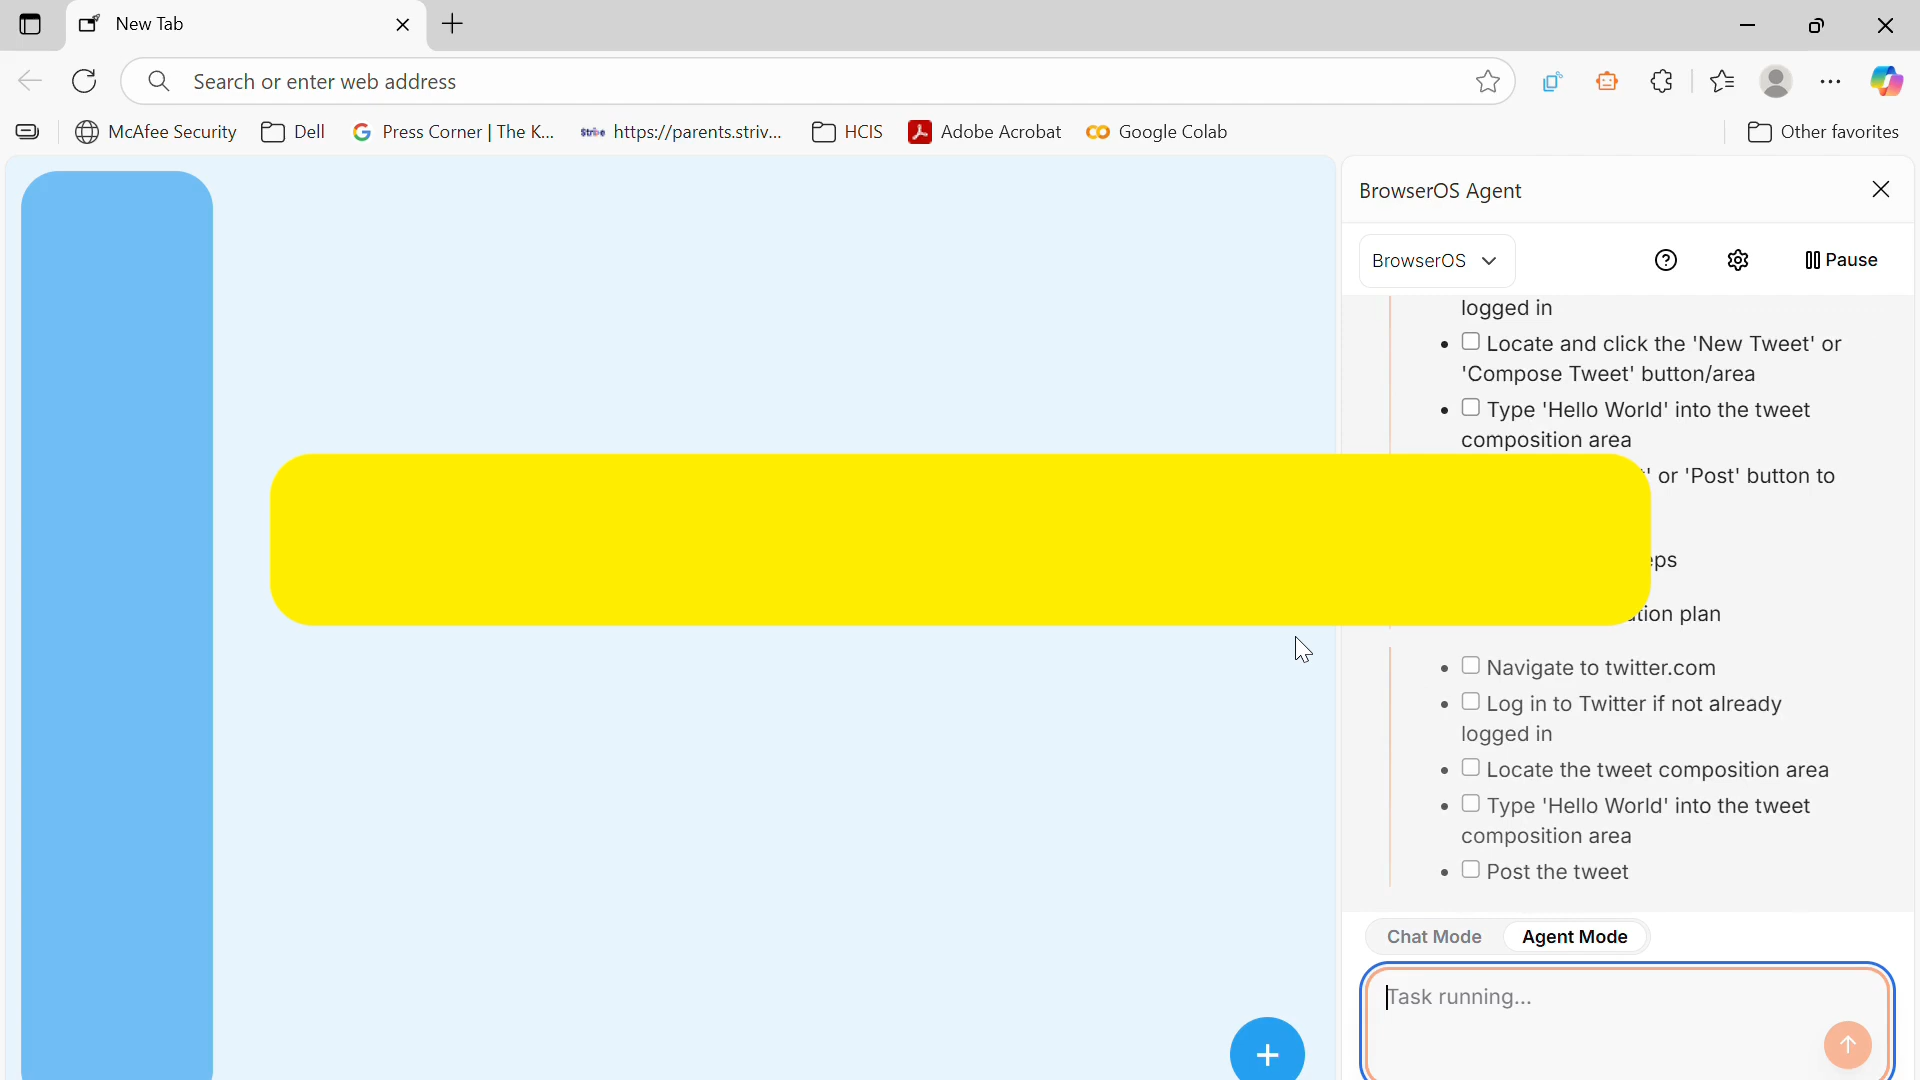 New Tab
Search or enter web address
McAfee Security
Dell
Press Corner | The K...
Strive https://parents.striv...
HCIS
Adobe Acrobat
Google Colab
Other favorites
BrowserOS Agent
BrowserOS
Pause
logged in
Locate and click the 'New Tweet' or
'Compose Tweet' button/area
Type 'Hello World' into the tweet
composition area
or 'Post' button to
plan
Navigate to twitter.com
Log in to Twitter if not already
logged in
Locate the tweet composition area
Type 'Hello World' into the tweet
composition area
Post the tweet
Chat Mode
Agent Mode
Task running...